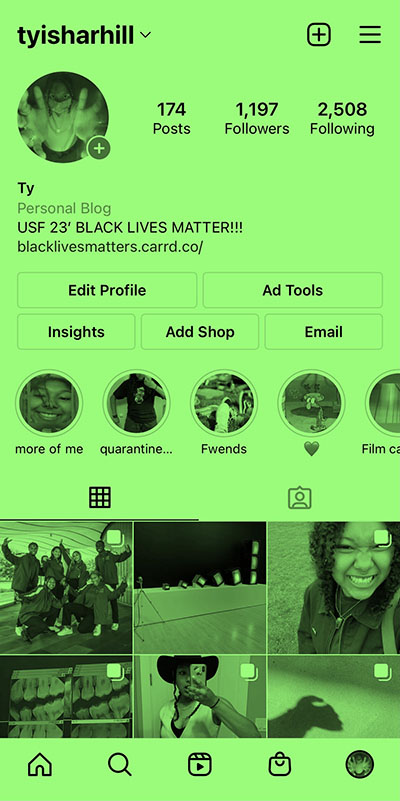 tyisharhill
174 1,197 2,508
Posts Followers Following
Ty
Personal Blog
USF 23‘ BLACK LIVES MATTER!!!
blacklivesmatters.carrd.co/
Edit Profile Ad Tools
Insights Add Shop Email
more of me quarantine... Fwends 🖤 Film ca